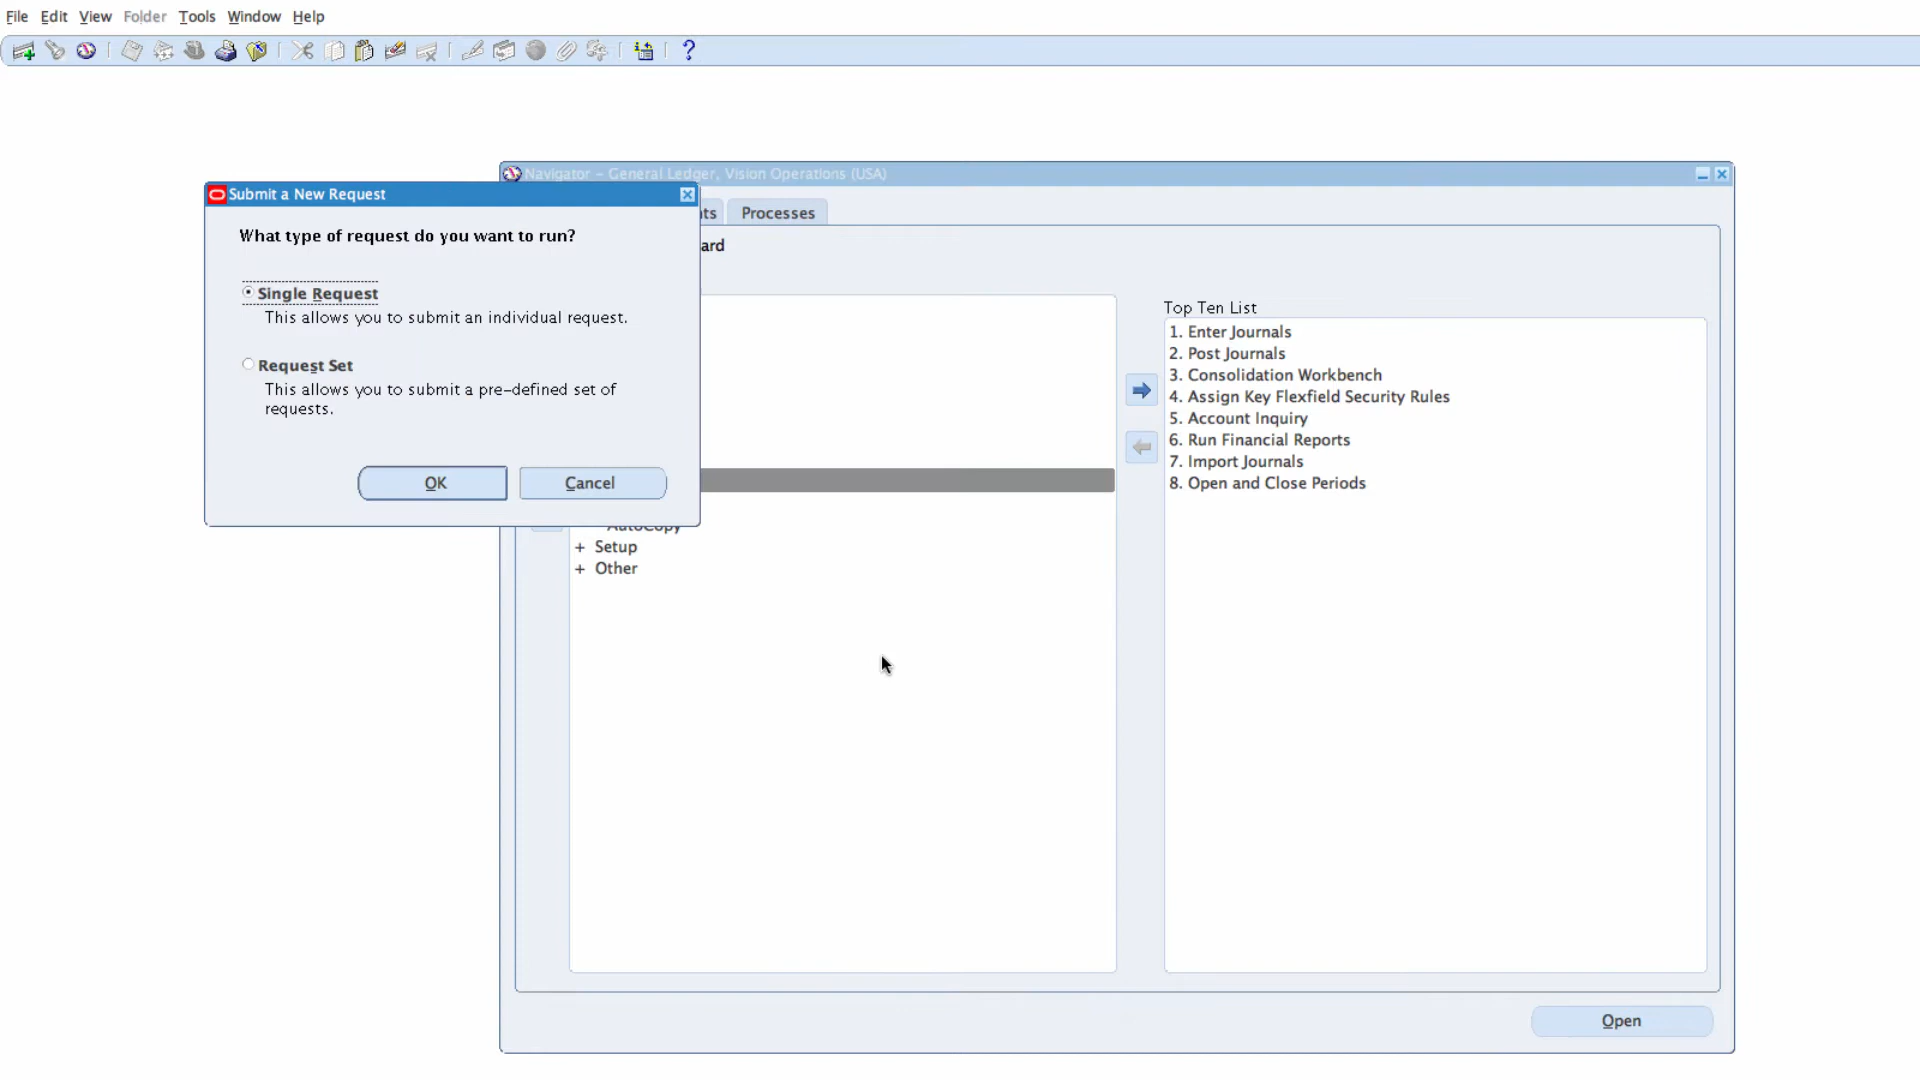 File Edit View Folder Tools Window Help
Navigator – General Ledger, Vision Operations (USA)
Submit a New Request
Processes
What type of request do you want to run?
Single Request
This allows you to submit an individual request.
Request Set
This allows you to submit a pre-defined set of
requests.
OK Cancel
AutoCopy
+ Setup
+ Other
Top Ten List
1. Enter Journals
2. Post Journals
3. Consolidation Workbench
4. Assign Key Flexfield Security Rules
5. Account Inquiry
6. Run Financial Reports
7. Import Journals
8. Open and Close Periods
Open